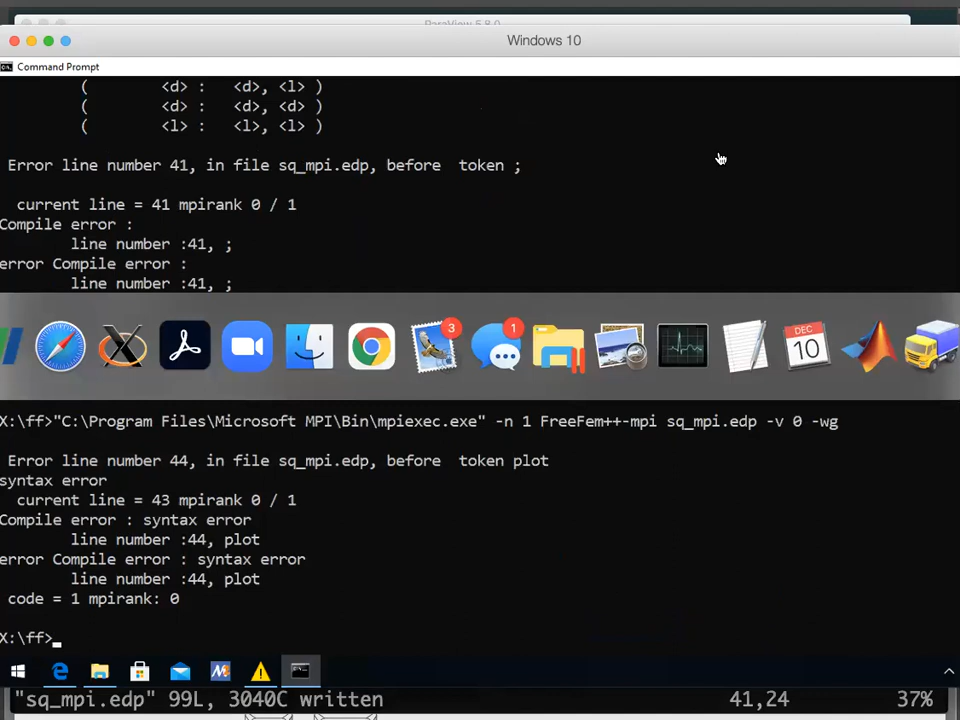 ParaView 5.8.0
Windows 10
Command Prompt
( <d> : <d>, <l> )
( <d> : <d>, <d> )
( <l> : <l>, <l> )
Error line number 41, in file sq_mpi.edp, before token ;
current line = 41 mpirank 0 / 1
Compile error :
line number :41, ;
error Compile error :
line number :41, ;
3
1
DEC
10
X:\ff>"C:\Program Files\Microsoft MPI\Bin\mpiexec.exe" -n 1 FreeFem++-mpi sq_mpi.edp -v 0 -wg
Error line number 44, in file sq_mpi.edp, before token plot
syntax error
current line = 43 mpirank 0 / 1
Compile error : syntax error
line number :44, plot
error Compile error : syntax error
line number :44, plot
code = 1 mpirank: 0
X:\ff>
"sq_mpi.edp" 99L, 3040C written 41,24 37%